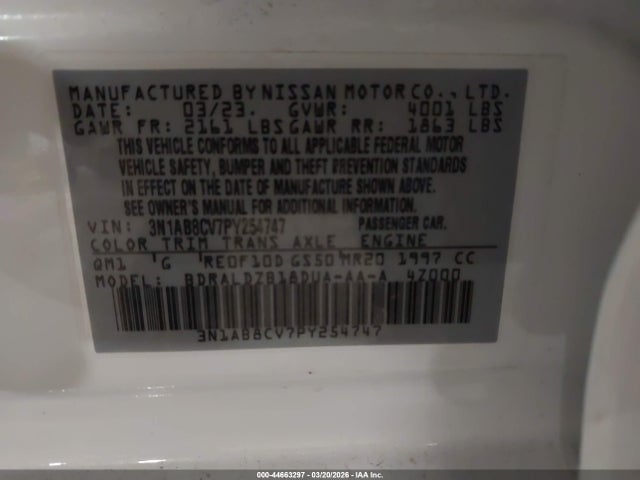 MANUFACTURED BY NISSAN MOTOR CO., LTD.
DATE: 03/23. GVWR: 4001 LBS
GAWR FR: 2161 LBS GAWR RR: 1863 LBS
THIS VEHICLE CONFORMS TO ALL APPLICABLE FEDERAL MOTOR
VEHICLE SAFETY, BUMPER AND THEFT PREVENTION STANDARDS
IN EFFECT ON THE DATE OF MANUFACTURE SHOWN ABOVE.
SEE OWNER'S MANUAL FOR ADDITIONAL INFORMATION.
VIN: 3N1AB8CV7PY254747 PASSENGER CAR.
COLOR TRIM TRANS AXLE ENGINE
QM1 G RE0F10D GS50 MR20 1997 CC
MODEL: BDRALDZB18DUA-AA-A 4Z000
3N1AB8CV7PY254747
000-44663297 - 03/20/2026 - IAA Inc.